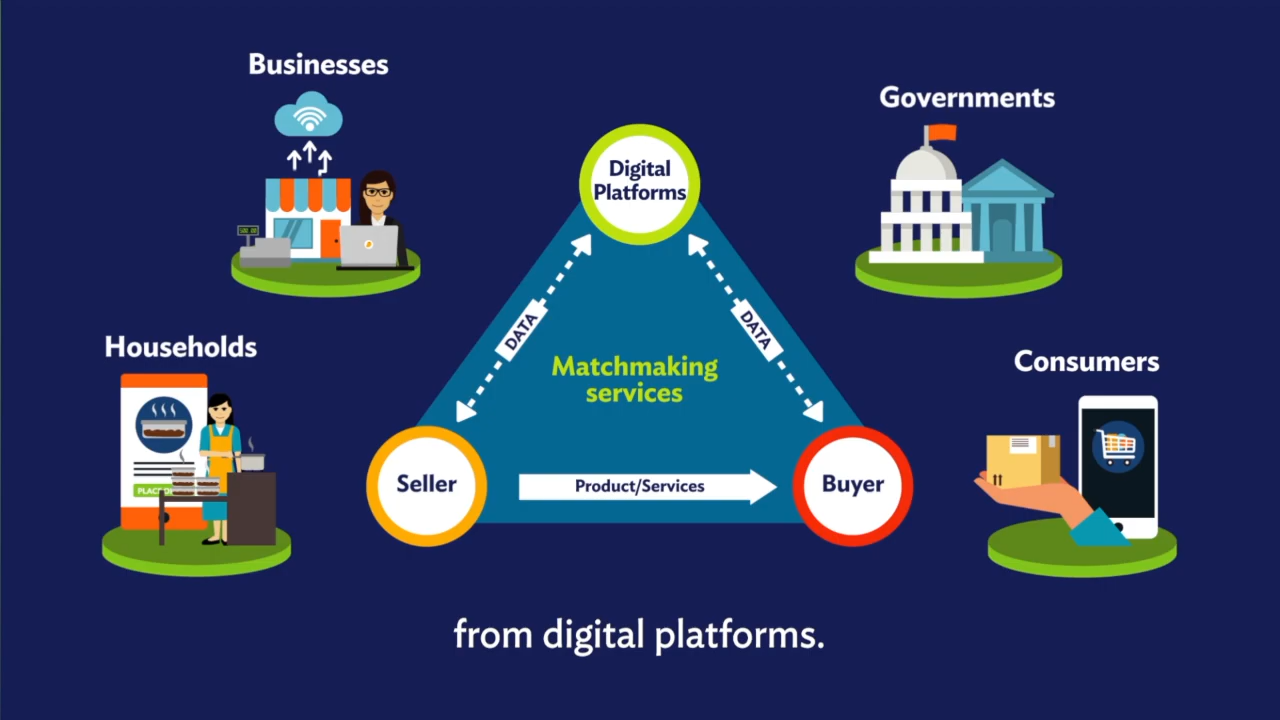 Businesses
Governments
Digital
Platforms
Households
Consumers
DATA
DATA
Matchmaking
services
Seller
Product/Services
Buyer
from digital platforms.